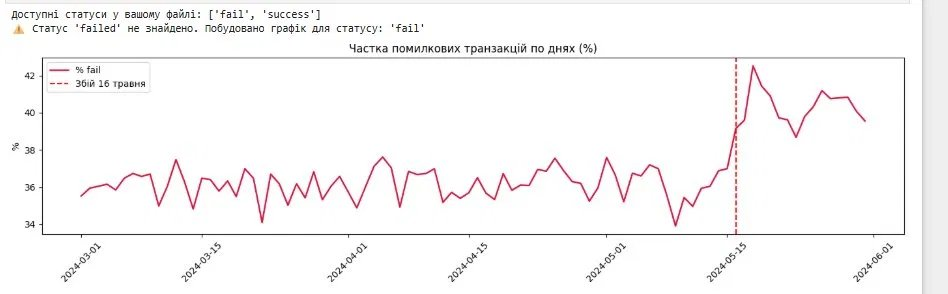 Доступні статуси у вашому файлі: ['fail', 'success']
⚠️ Статус 'failed' не знайдено. Побудовано графік для статусу: 'fail'
Частка помилкових транзакцій по днях (%)
% fail
Збій 16 травня
42
40
38
36
34
%
2024-03-01
2024-03-15
2024-04-01
2024-04-15
2024-05-01
2024-05-15
2024-06-01